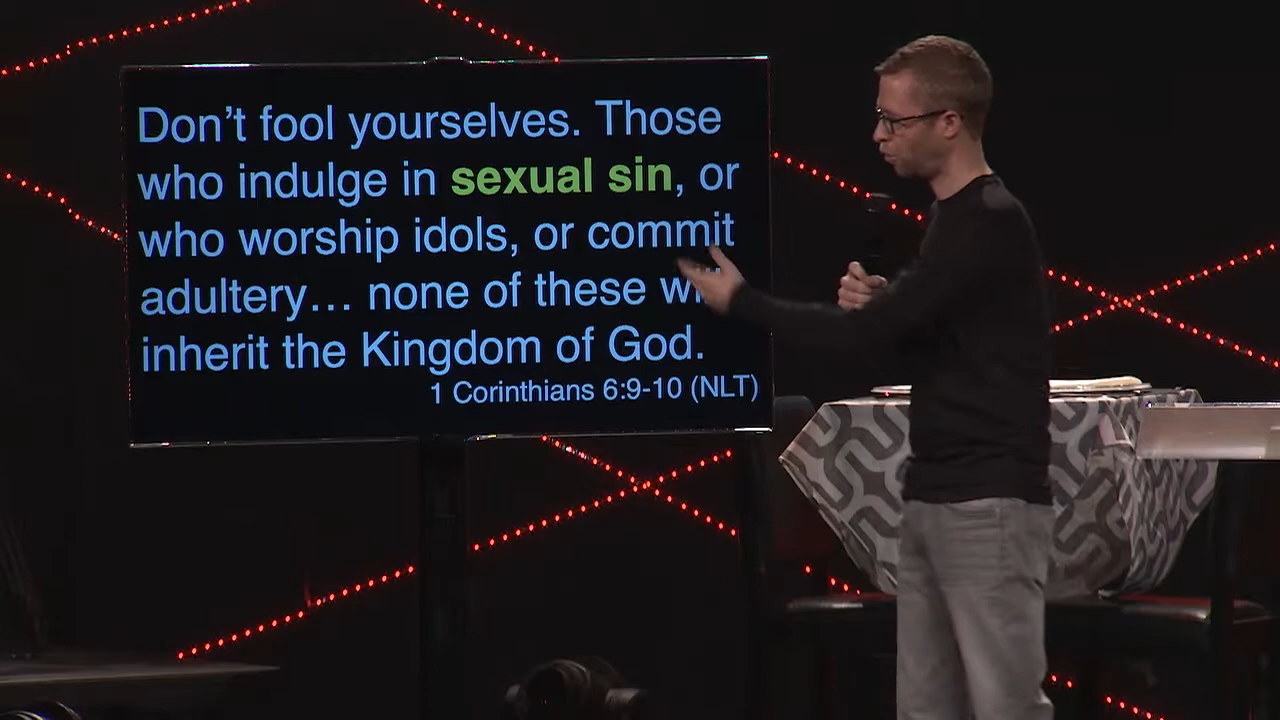 Don't fool yourselves. Those
who indulge in sexual sin, or
who worship idols, or commit
adultery… none of these
inherit the Kingdom of God.
1 Corinthians 6:9-10 (NLT)